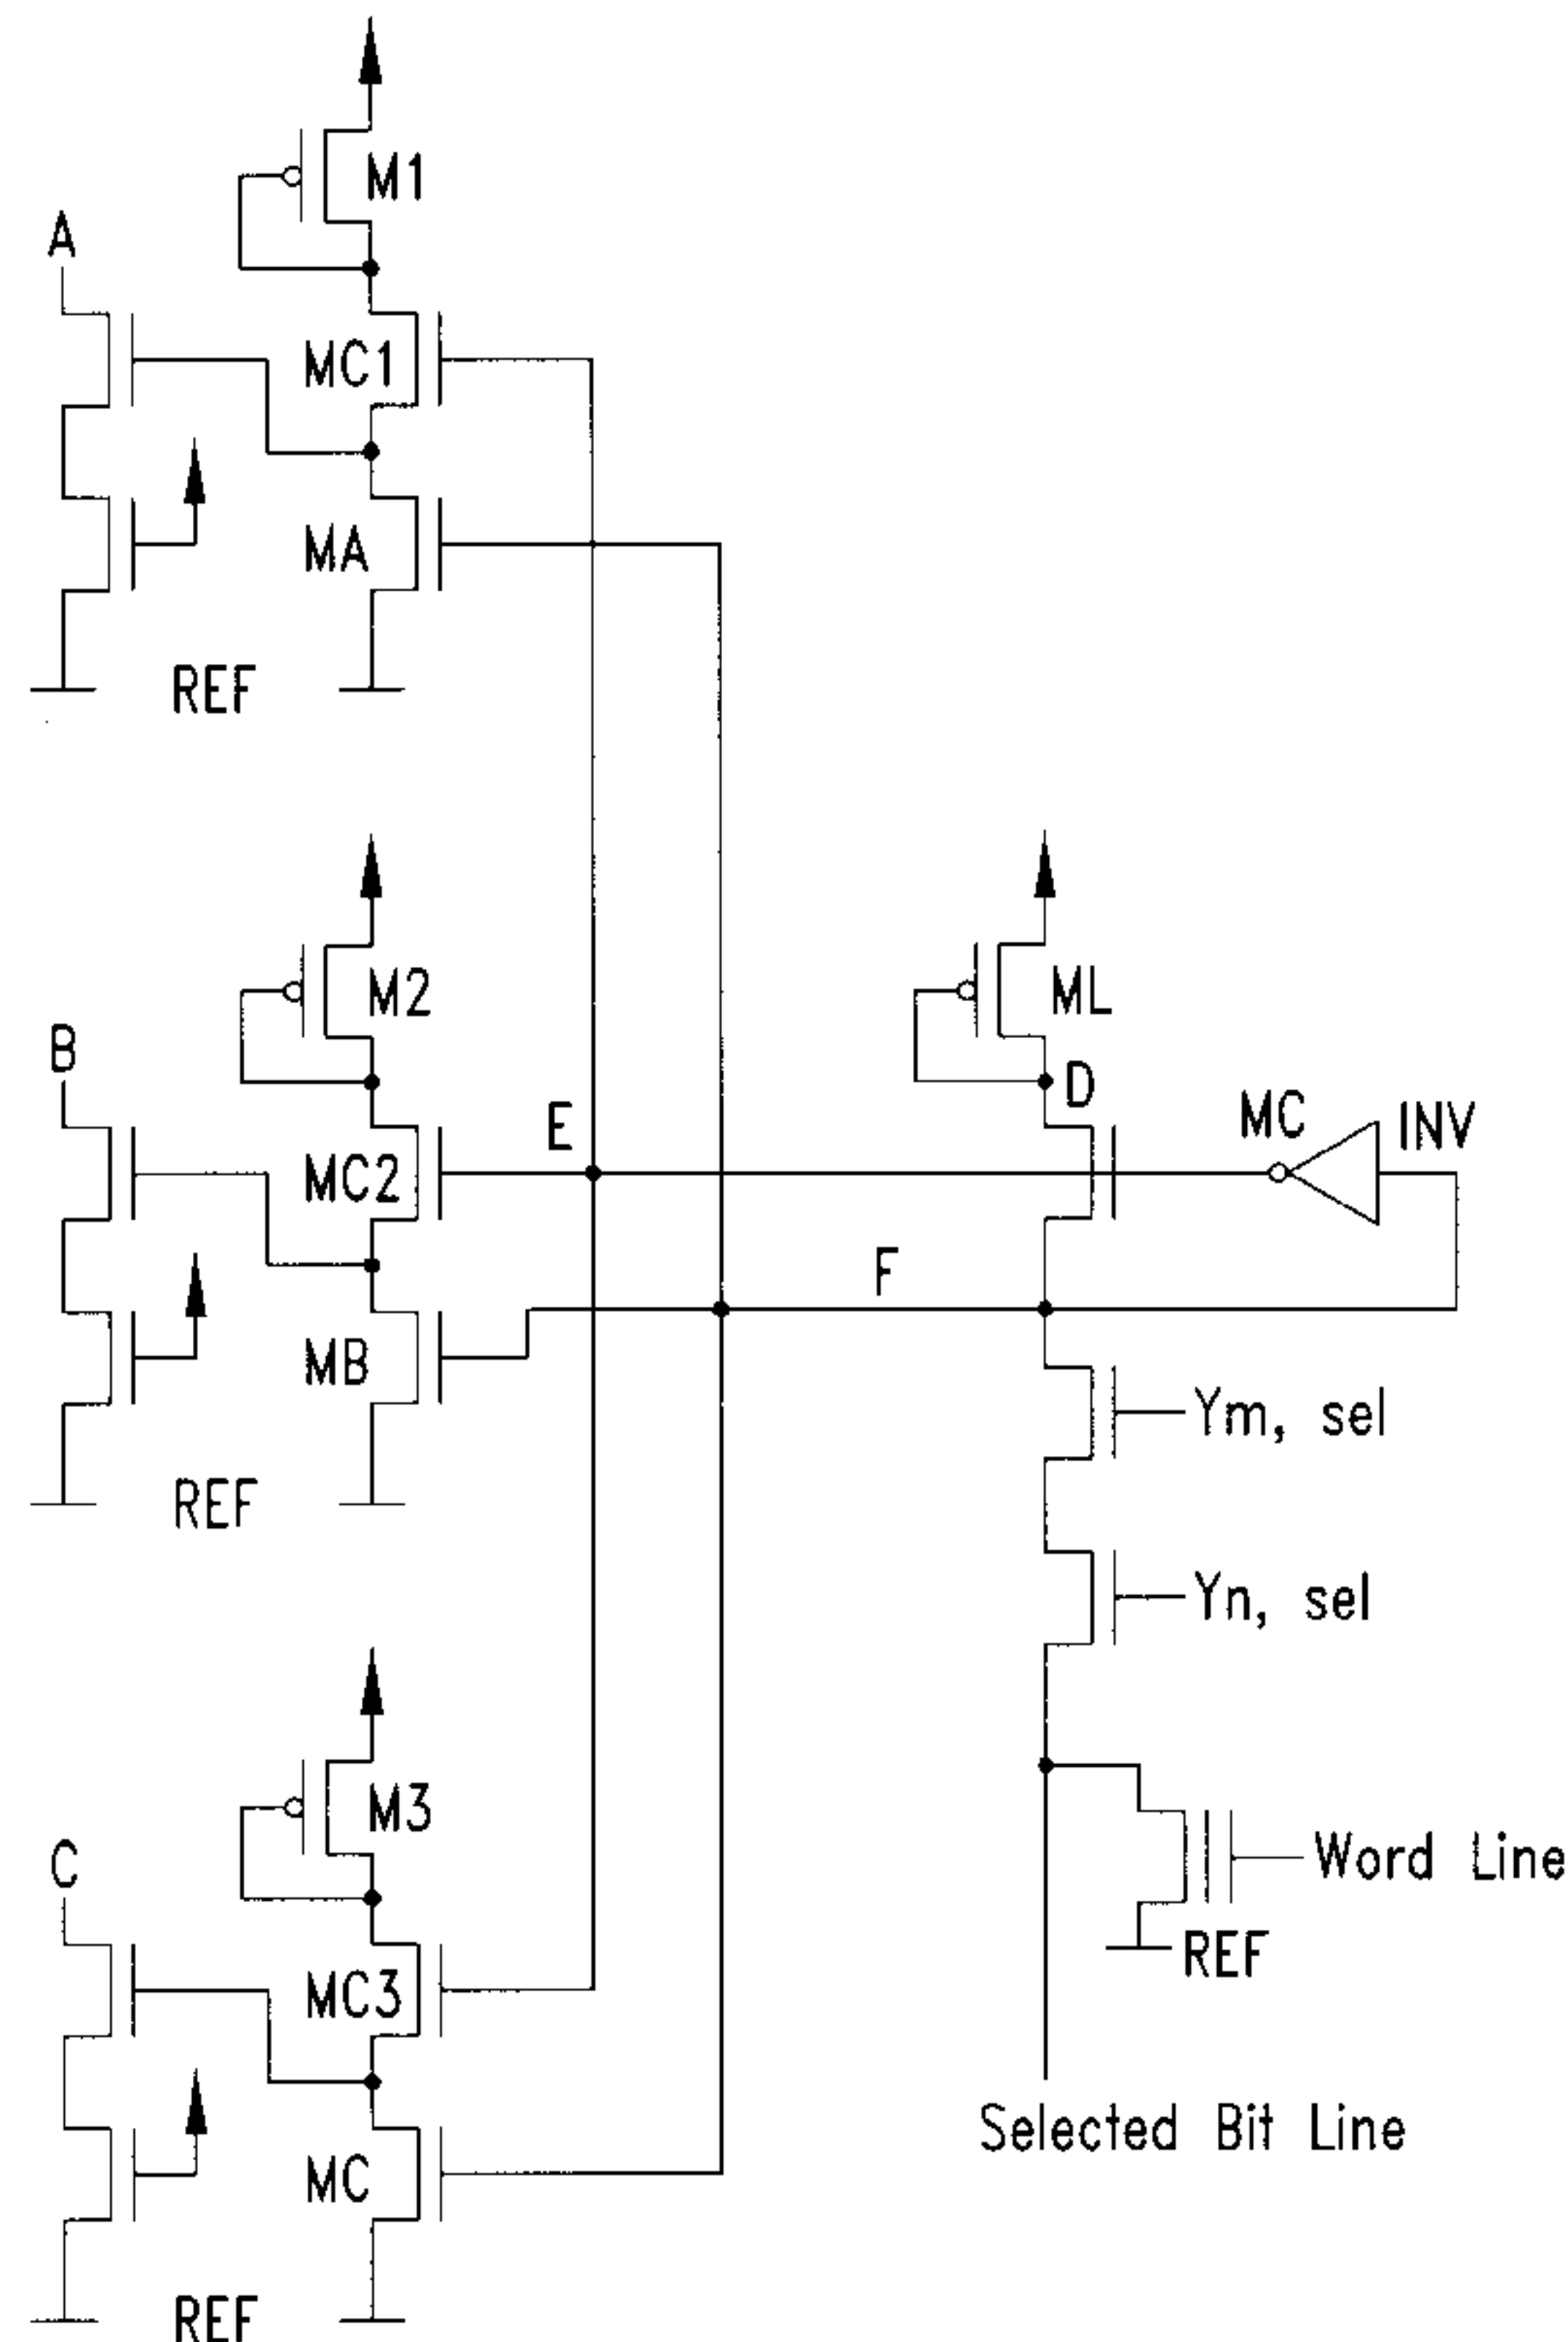 M1
A
MC1
MA
REF
M2
ML
B
D
E
MC
INV
MC2
F
MB
Ym, sel
REF
Yn, sel
M3
C
Word Line
REF
MC3
Selected Bit Line
MC
REF